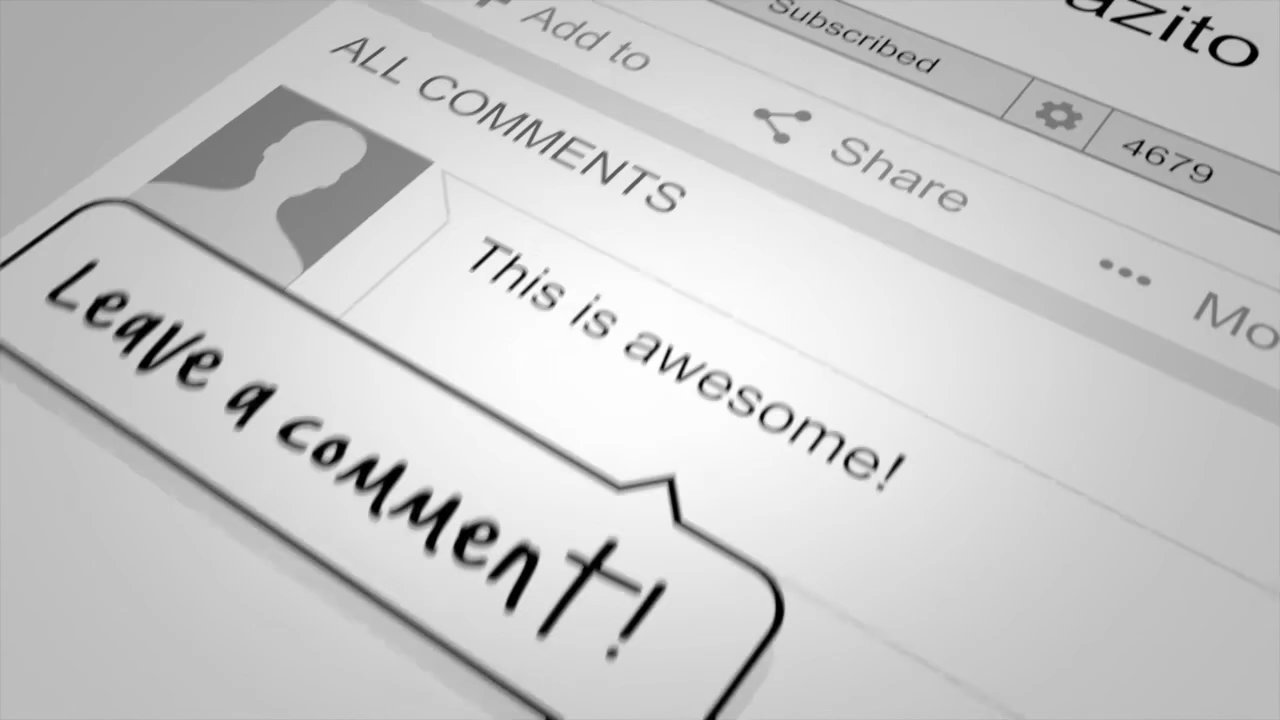 azito
Subscribed
4679
Add to
Share
••• Mo
ALL COMMENTS
This is awesome!
Leave a comment!